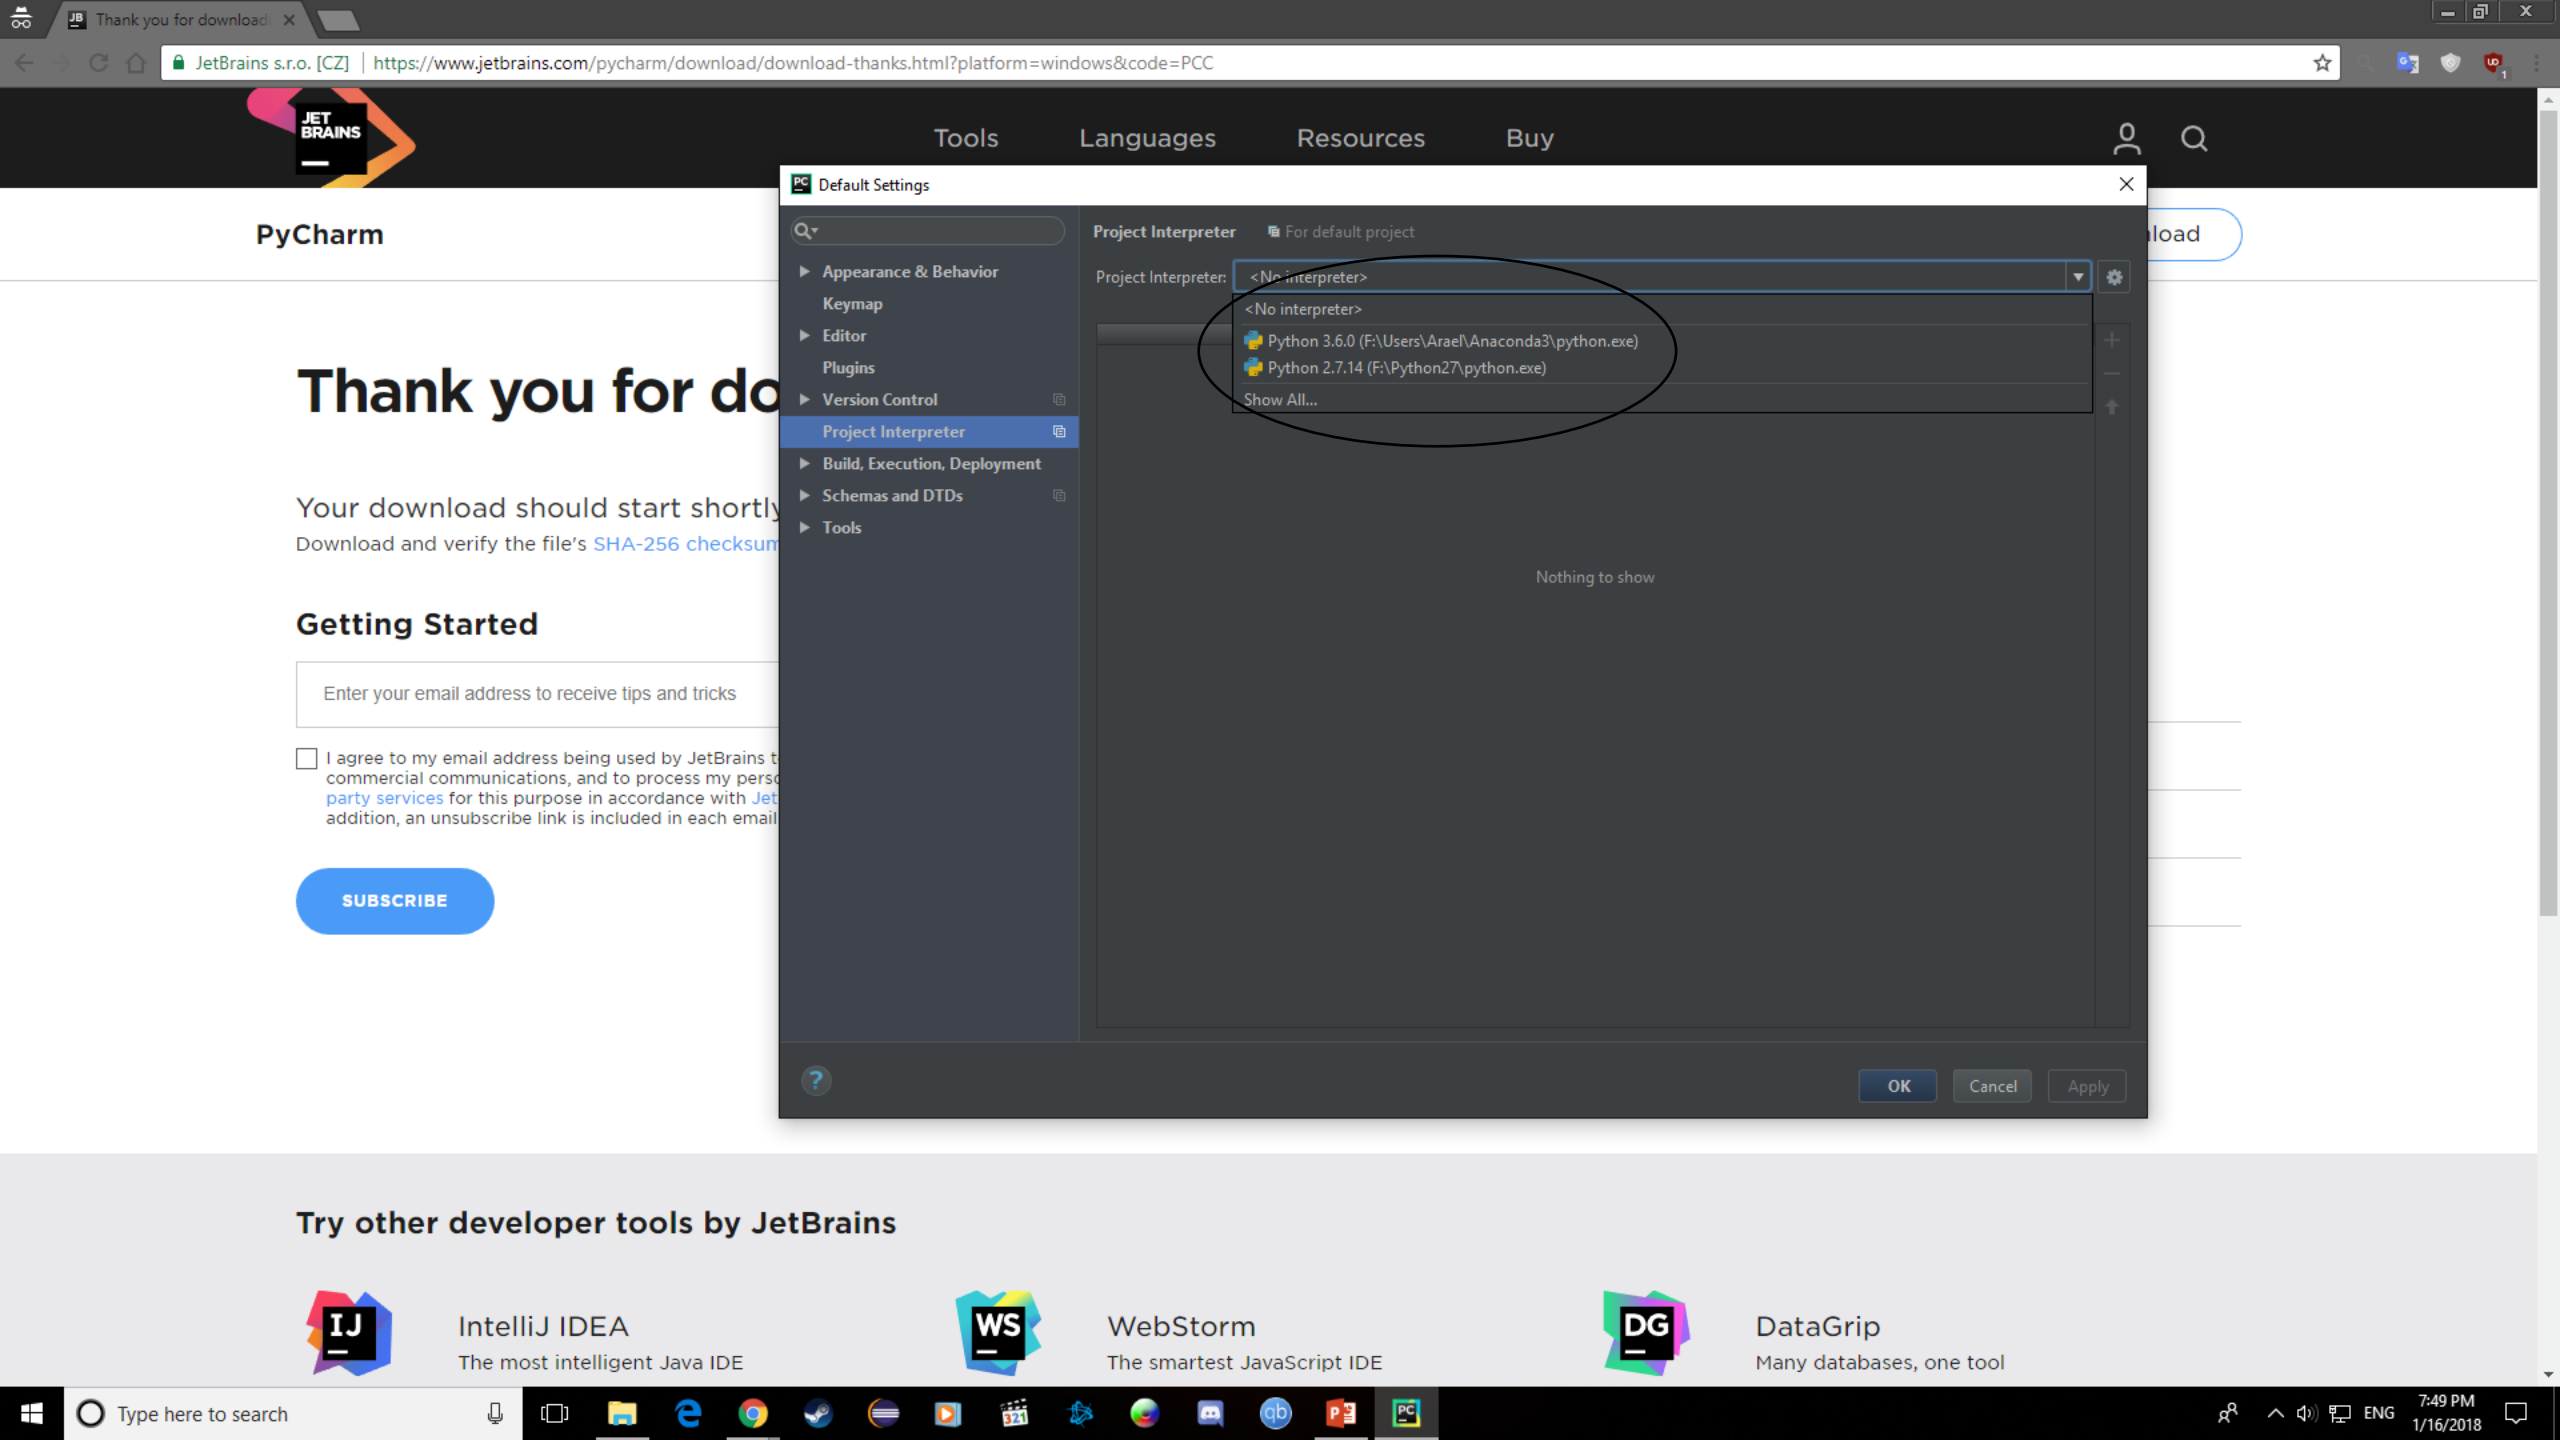 JB Thank you for downloadi
JetBrains s.r.o. [CZ] | https://www.jetbrains.com/pycharm/download/download-thanks.html?platform=windows&code=PCC
1
JET
BRAINS
Tools Languages Resources Buy
PyCharm
load
PC Default Settings
Project Interpreter For default project
Project Interpreter: <No interpreter>
<No interpreter>
Python 3.6.0 (F:\Users\Arael\Anaconda3\python.exe)
Python 2.7.14 (F:\Python27\python.exe)
Show All...
Appearance & Behavior
Keymap
Editor
Plugins
Version Control
Project Interpreter
Build, Execution, Deployment
Schemas and DTDs
Tools
Nothing to show
?
OK Cancel Apply
Thank you for do
Your download should start shortly
Download and verify the file's SHA-256 checksum
Getting Started
Enter your email address to receive tips and tricks
I agree to my email address being used by JetBrains t
commercial communications, and to process my perso
party services for this purpose in accordance with Jet
addition, an unsubscribe link is included in each email
SUBSCRIBE
Try other developer tools by JetBrains
IJ IntelliJ IDEA
The most intelligent Java IDE
WS WebStorm
The smartest JavaScript IDE
DG DataGrip
Many databases, one tool
Type here to search
321
qb
P
PC
ENG
7:49 PM
1/16/2018